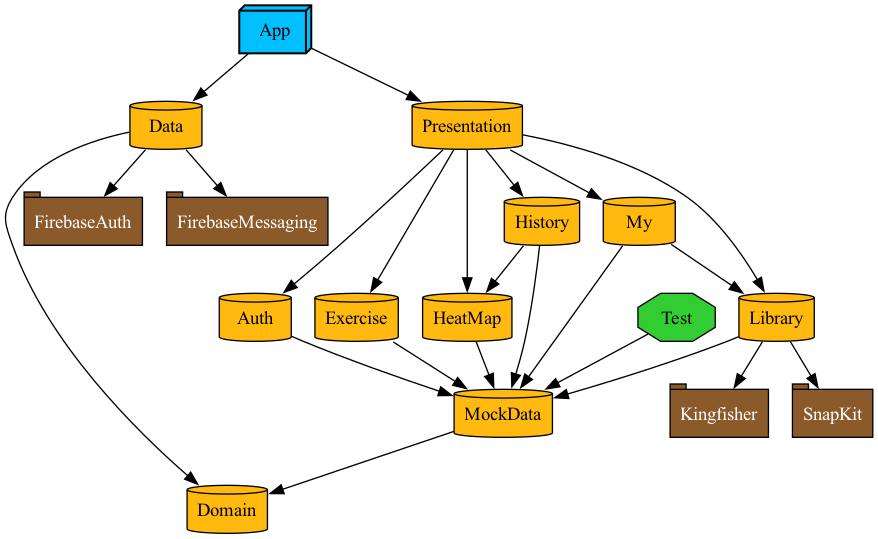 App
Data
Presentation
FirebaseAuth
FirebaseMessaging
History
My
Auth
Exercise
HeatMap
Test
Library
MockData
Kingfisher
SnapKit
Domain